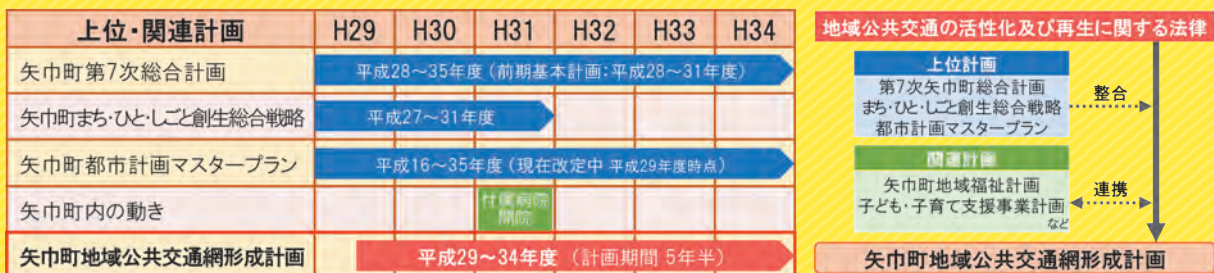 上位・関連計画 H29 H30 H31 H32 H33 H34
矢巾町第7次総合計画 平成28～35年度（前期基本計画：平成28～31年度）
矢巾町まち・ひと・しごと創生総合戦略 平成27～31年度
矢巾町都市計画マスタープラン 平成16～35年度（現在改定中 平成29年度時点）
矢巾町内の動き 付属病院
開院
矢巾町地域公共交通網形成計画 平成29～34年度（計画期間 5年半）
地域公共交通の活性化及び再生に関する法律
上位計画
第7次矢巾町総合計画
まち・ひと・しごと創生総合戦略
都市計画マスタープラン
整合
関連計画
矢巾町地域福祉計画
子ども・子育て支援事業計画
など
連携
矢巾町地域公共交通網形成計画